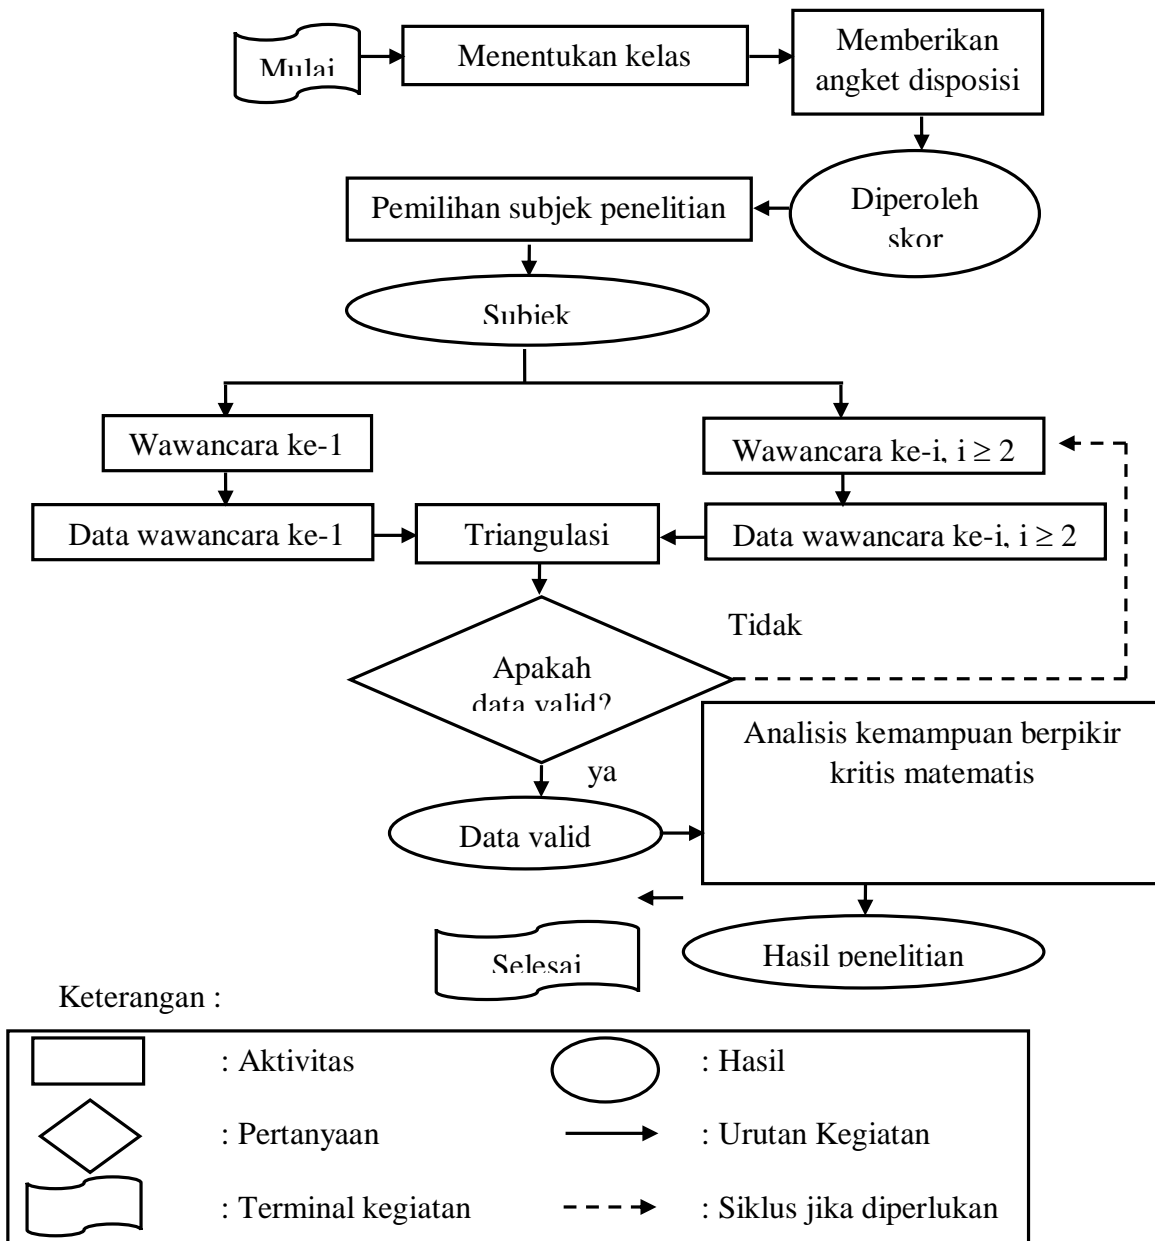 Mulai
Menentukan kelas
Memberikan
angket disposisi
Diperoleh
skor
Pemilihan subjek penelitian
Subjek
Wawancara ke-1
Wawancara ke-i, i ≥ 2
Data wawancara ke-1
Triangulasi
Data wawancara ke-i, i ≥ 2
Tidak
Apakah
data valid?
Analisis kemampuan berpikir
kritis matematis
ya
Data valid
Selesai
Hasil penelitian
Keterangan :
: Aktivitas
: Hasil
: Pertanyaan
: Urutan Kegiatan
: Terminal kegiatan
: Siklus jika diperlukan